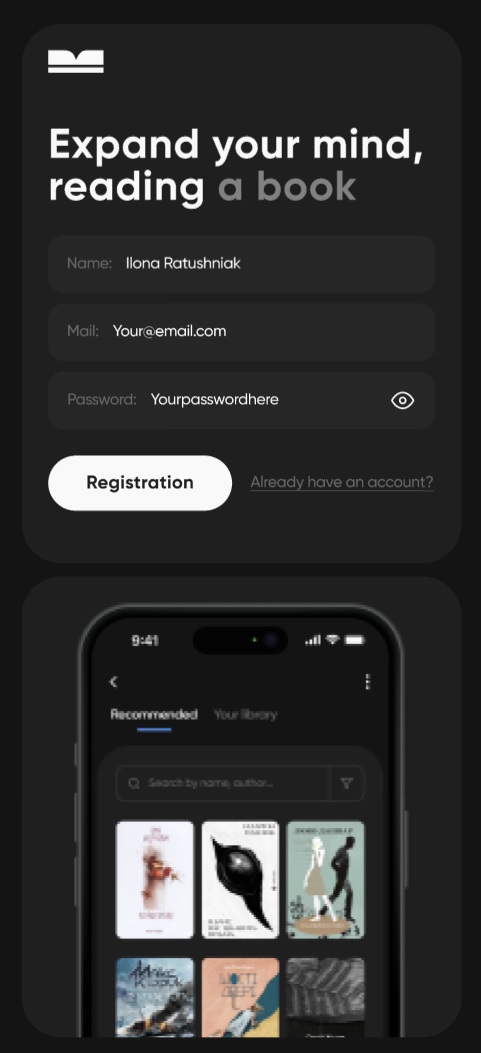 Expand your mind,
reading a book
Name: Ilona Ratushniak
Mail: Your@email.com
Password: Yourpasswordhere
Registration Already have an account?
9:41
Recommended Your library
Search by name, author...